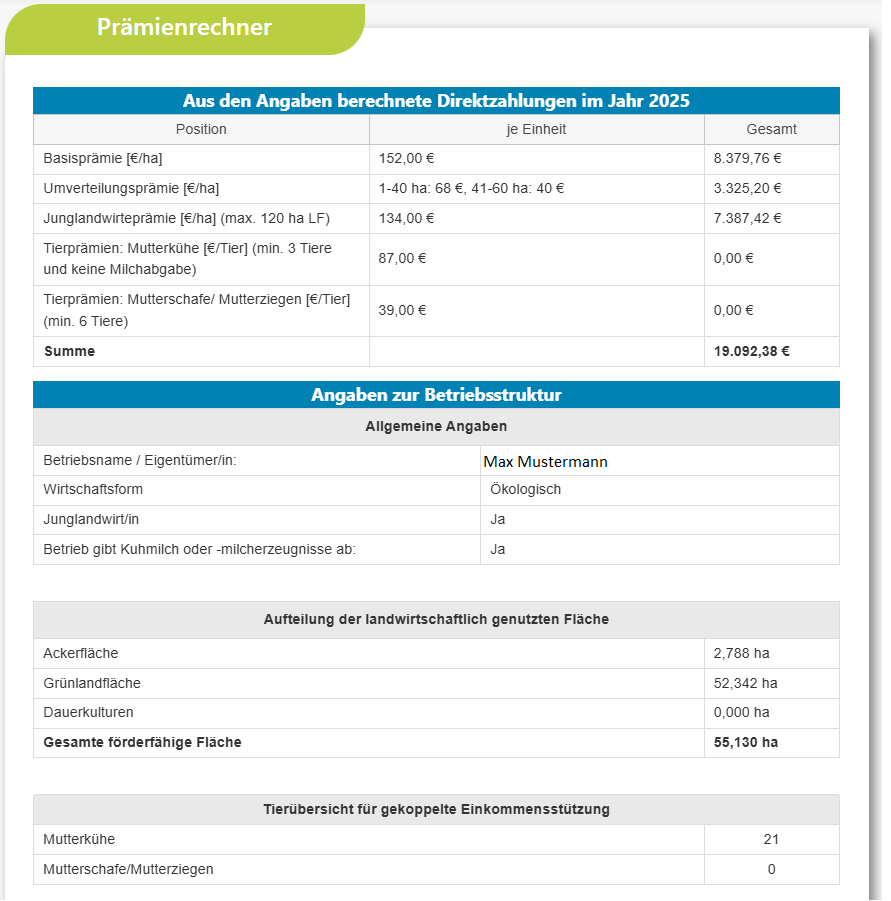 Prämienrechner
Aus den Angaben berechnete Direktzahlungen im Jahr 2025
Position je Einheit Gesamt
Basisprämie [€/ha] 152,00 € 8.379,76 €
Umverteilungsprämie [€/ha] 1-40 ha: 68 €, 41-60 ha: 40 € 3.325,20 €
Junglandwirteprämie [€/ha] (max. 120 ha LF) 134,00 € 7.387,42 €
Tierprämien: Mutterkühe [€/Tier] (min. 3 Tiere
und keine Milchabgabe) 87,00 € 0,00 €
Tierprämien: Mutterschafe/ Mutterziegen [€/Tier]
(min. 6 Tiere) 39,00 € 0,00 €
Summe 19.092,38 €
Angaben zur Betriebsstruktur
Allgemeine Angaben
Betriebsname / Eigentümer/in: Max Mustermann
Wirtschaftsform Ökologisch
Junglandwirt/in Ja
Betrieb gibt Kuhmilch oder -milcherzeugnisse ab: Ja
Aufteilung der landwirtschaftlich genutzten Fläche
Ackerfläche 2,788 ha
Grünlandfläche 52,342 ha
Dauerkulturen 0,000 ha
Gesamte förderfähige Fläche 55,130 ha
Tierübersicht für gekoppelte Einkommensstützung
Mutterkühe 21
Mutterschafe/Mutterziegen 0